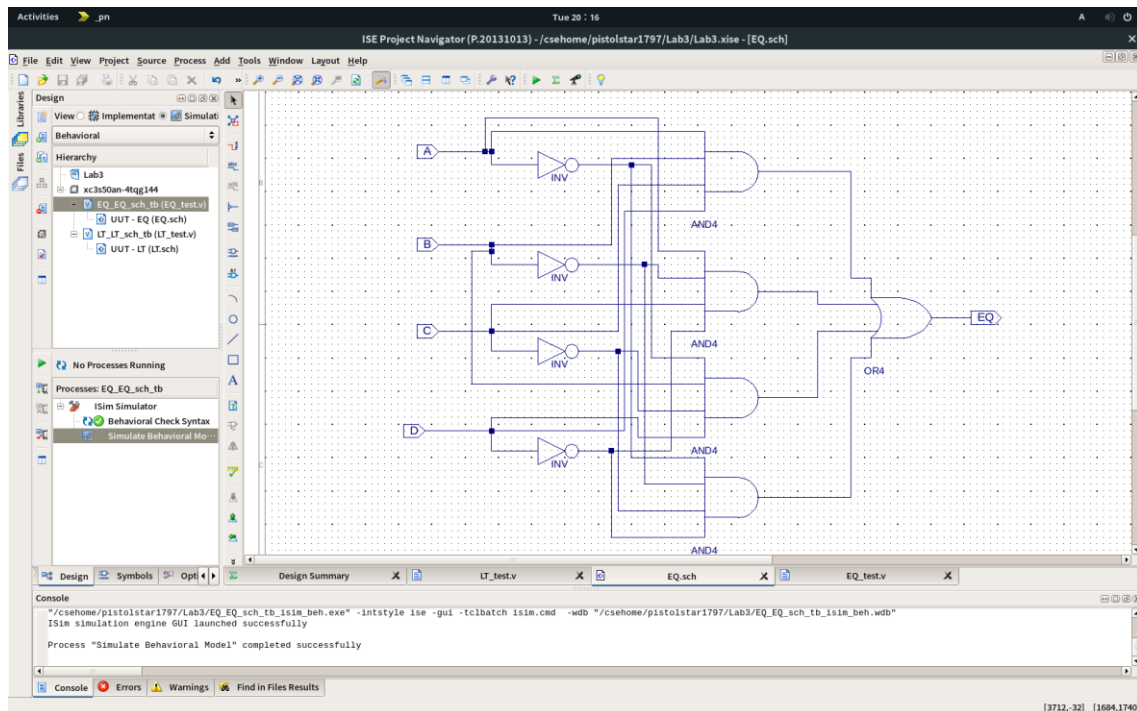 Activities _pn Tue 20:16 A
ISE Project Navigator (P.20131013) - /csehome/pistolstar1797/Lab3/Lab3.xise - [EQ.sch]
File Edit View Project Source Process Add Tools Window Layout Help
Libraries
Files
Design
View Implementat Simulati
Behavioral
Hierarchy
Lab3
xc3s50an-4tqg144
EQ_EQ_sch_tb (EQ_test.v)
UUT - EQ (EQ.sch)
LT_LT_sch_tb (LT_test.v)
UUT - LT (LT.sch)
No Processes Running
Processes: EQ_EQ_sch_tb
ISim Simulator
Behavioral Check Syntax
Simulate Behavioral Mo...
Design Symbols Opti
A
INV
AND4
B
INV
C
INV
AND4
EQ
OR4
D
INV
AND4
AND4
Design Summary LT_test.v EQ.sch EQ_test.v
Console
"/csehome/pistolstar1797/Lab3/EQ_EQ_sch_tb_isim_beh.exe" -intstyle ise -gui -tclbatch isim.cmd -wdb "/csehome/pistolstar1797/Lab3/EQ_EQ_sch_tb_isim_beh.wdb"
ISim simulation engine GUI launched successfully
Process "Simulate Behavioral Model" completed successfully
Console Errors Warnings Find in Files Results
[3712,-32] [1684,1740